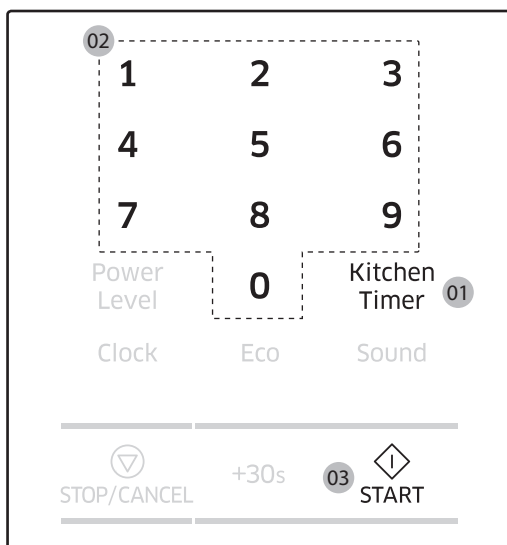 02
1 2 3
4 5 6
7 8 9
Power
Level
0
Kitchen
Timer
01
Clock Eco Sound
STOP/CANCEL
+30s
03
START